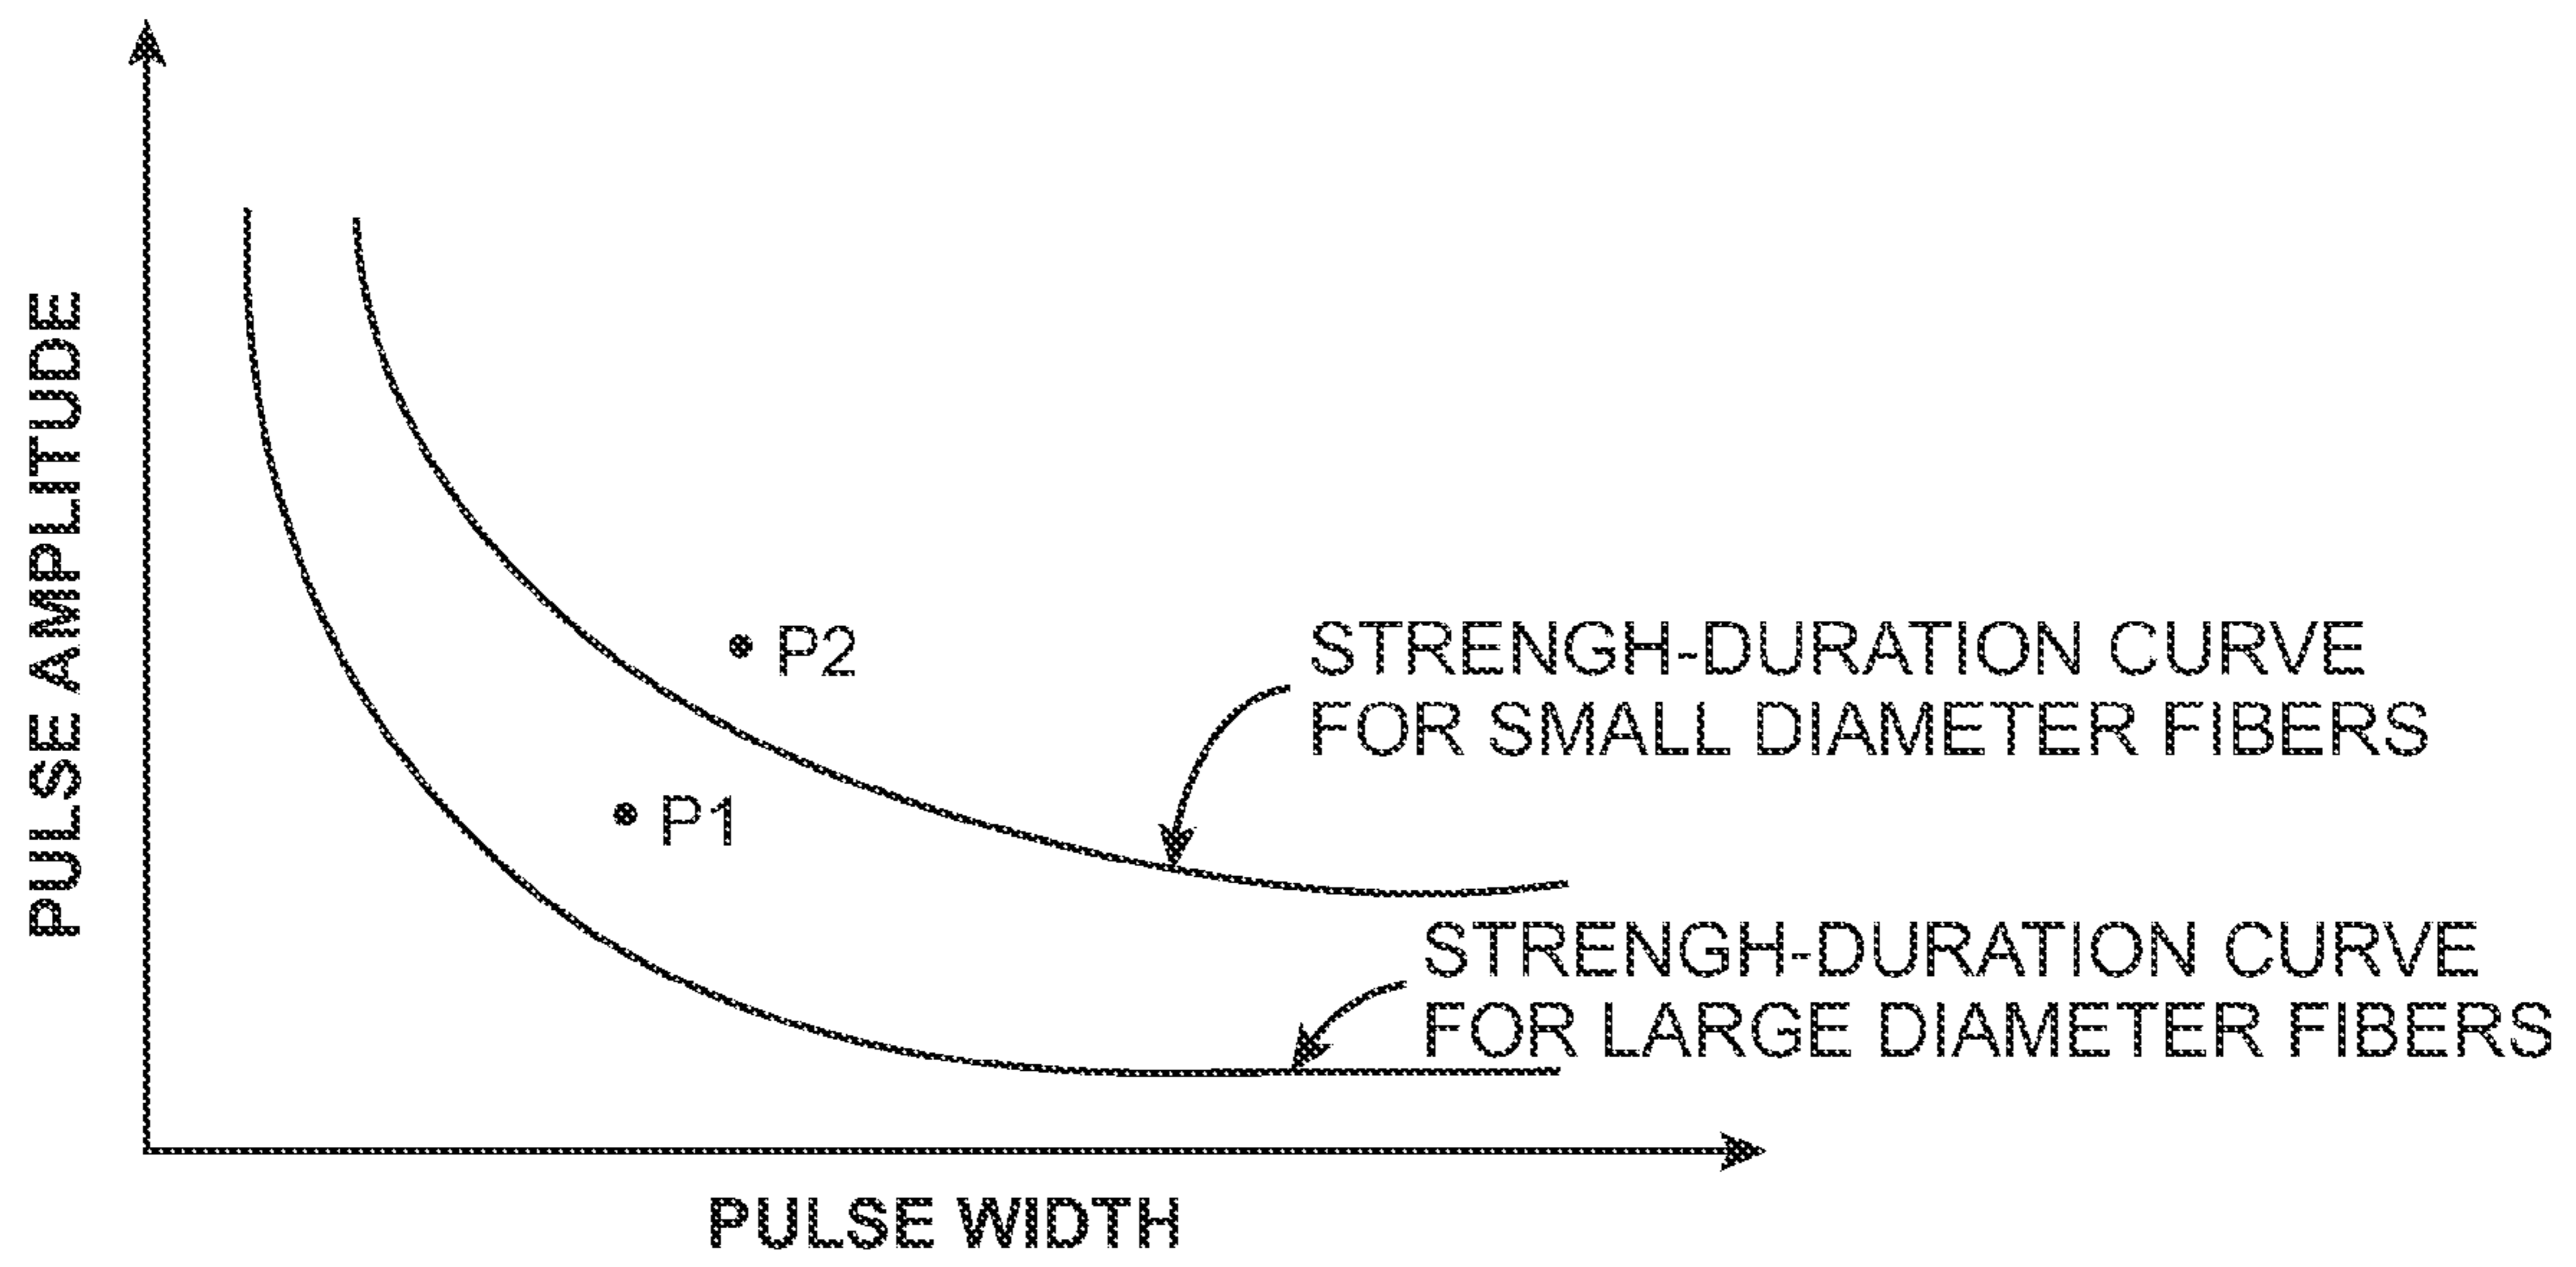 PULSE AMPLITUDE
P2
P1
STRENGH-DURATION CURVE
FOR SMALL DIAMETER FIBERS
STRENGH-DURATION CURVE
FOR LARGE DIAMETER FIBERS
PULSE WIDTH